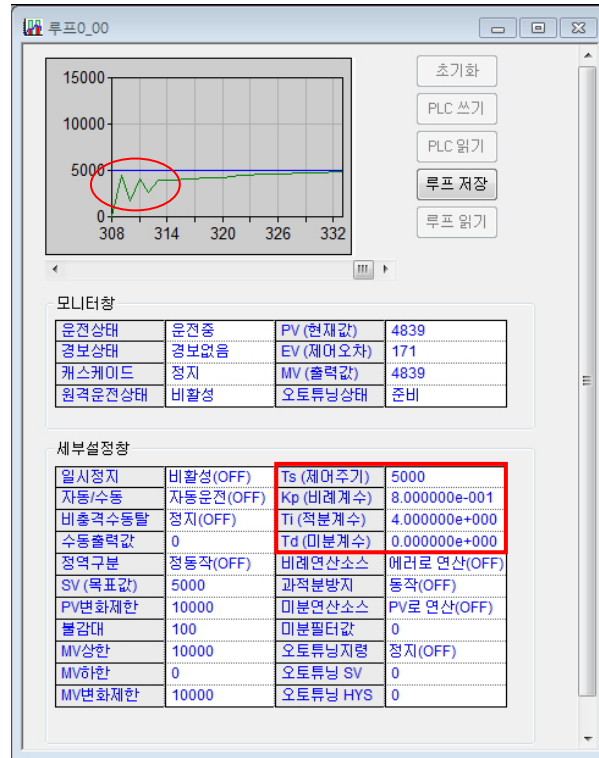 루프0_00
초기화
PLC 쓰기
PLC 읽기
루프 저장
루프 읽기
15000
10000
5000
0
308 314 320 326 332
모니터창
운전상태 운전중 PV (현재값) 4839
경보상태 경보없음 EV (제어오차) 171
캐스케이드 정지 MV (출력값) 4839
원격운전상태 비활성 오토튜닝상태 준비
세부설정창
일시정지 비활성(OFF) Ts (제어주기) 5000
자동/수동 자동운전(OFF) Kp (비례계수) 8.000000e-001
비충격수동탈 정지(OFF) Ti (적분계수) 4.000000e+000
수동출력값 0 Td (미분계수) 0.000000e+000
정역구분 정동작(OFF) 비례연산소스 에러로 연산(OFF)
SV (목표값) 5000 과적분방지 동작(OFF)
PV변화제한 10000 미분연산소스 PV로 연산(OFF)
불감대 100 미분필터값 0
MV상한 10000 오토튜닝지령 정지(OFF)
MV하한 0 오토튜닝 SV 0
MV변화제한 10000 오토튜닝 HYS 0